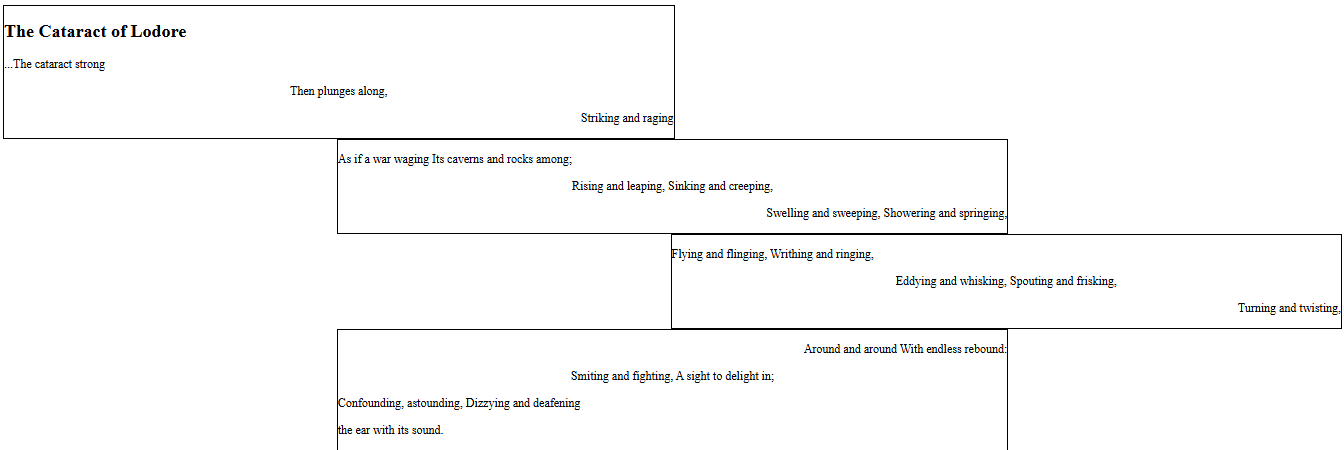 The Cataract of Lodore
...The cataract strong
Then plunges along,
Striking and raging
As if a war waging Its caverns and rocks among;
Rising and leaping, Sinking and creeping,
Swelling and sweeping, Showering and springing,
Flying and flinging, Writhing and ringing,
Eddying and whisking, Spouting and frisking,
Turning and twisting,
Around and around With endless rebound:
Smiting and fighting, A sight to delight in;
Confounding, astounding, Dizzying and deafening
the ear with its sound.